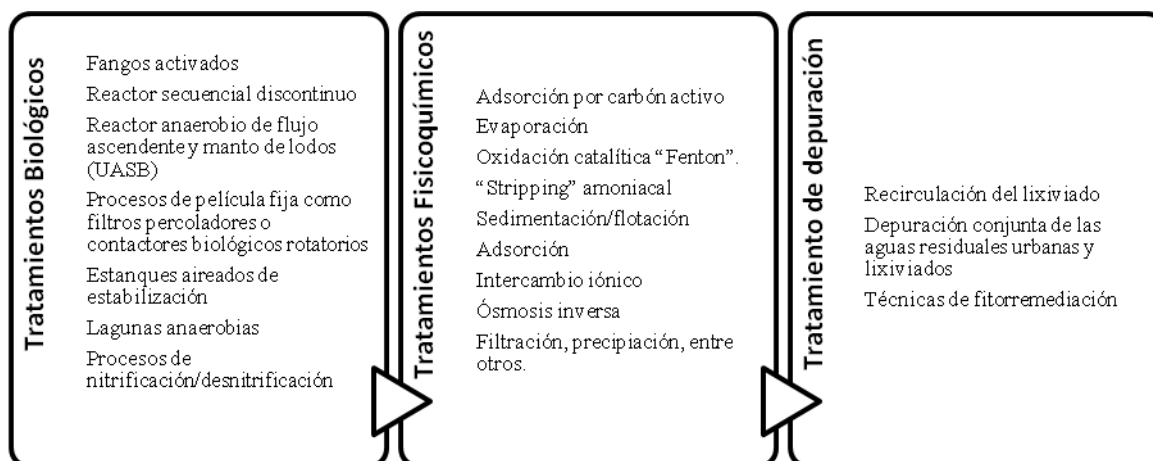 Tratamientos Biológicos
Fangos activados
Reactor secuencial discontinuo
Reactor anaerobio de flujo
ascendente y manto de lodos
(UASB)
Procesos de película fija como
filtros percoladores o
contactores biológicos rotatorios
Estanques aireados de
estabilización
Lagunas anaerobias
Procesos de
nitrificación/desnitrificación
Tratamientos Fisicoquímicos
Adsorción por carbón activo
Evaporación
Oxidación catalítica “Fenton”.
“Stripping” amoniacal
Sedimentación/flotación
Adsorción
Intercambio iónico
Ósmosis inversa
Filtración, precipiación, entre
otros.
Tratamiento de depuración
Recirculación del lixiviado
Depuración conjunta de las
aguas residuales urbanas y
lixiviados
Técnicas de fitorremediación